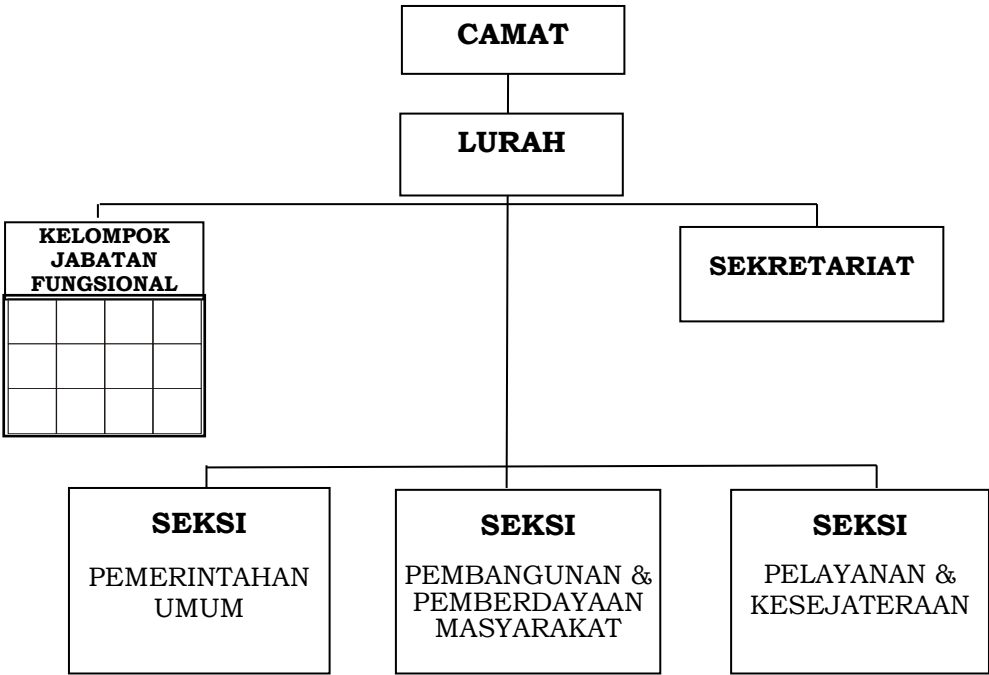 CAMAT
LURAH
KELOMPOK
JABATAN
FUNGSIONAL
SEKRETARIAT
SEKSI
PEMERINTAHAN
UMUM
SEKSI
PEMBANGUNAN &
PEMBERDAYAAN
MASYARAKAT
SEKSI
PELAYANAN &
KESEJATERAAN